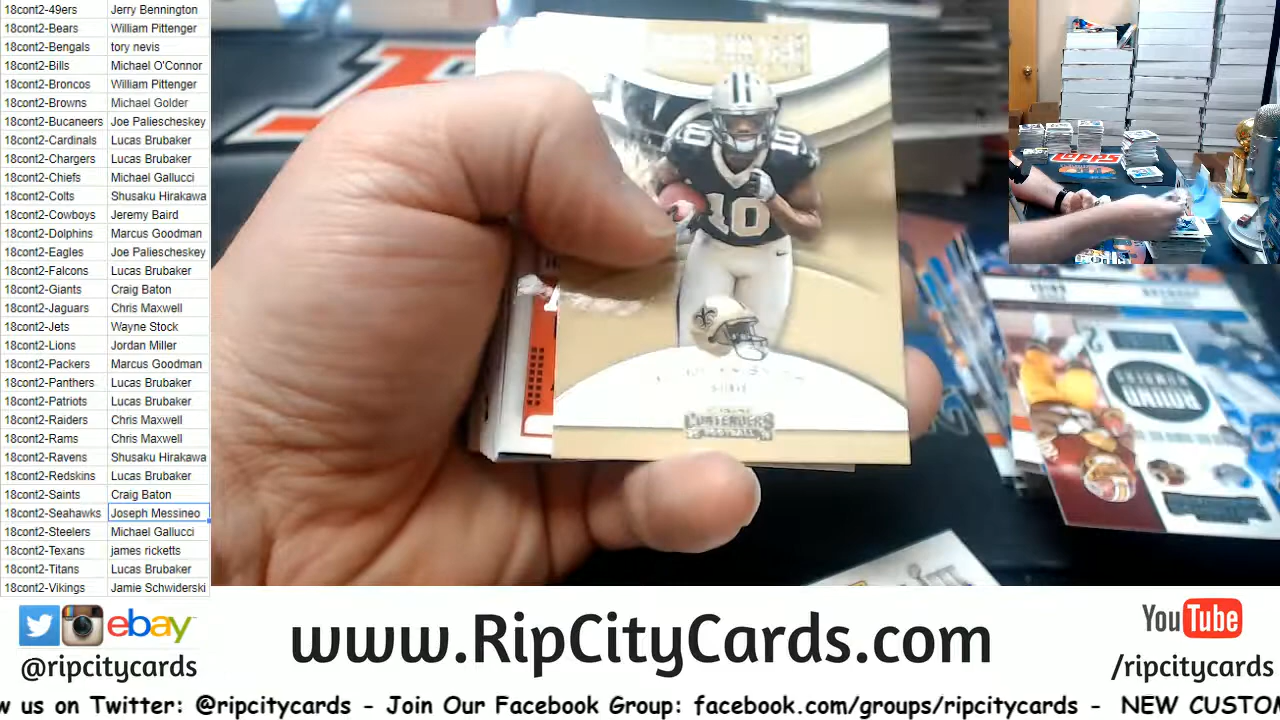 18cont2-49ers Jerry Bennington
18cont2-Bears William Pittenger
18cont2-Bengals tory nevis
18cont2-Bills Michael O'Connor
18cont2-Broncos William Pittenger
18cont2-Browns Michael Golder
18cont2-Bucaneers Joe Paliescheskey
18cont2-Cardinals Lucas Brubaker
18cont2-Chargers Lucas Brubaker
18cont2-Chiefs Michael Gallucci
18cont2-Colts Shusaku Hirakawa
18cont2-Cowboys Jeremy Baird
18cont2-Dolphins Marcus Goodman
18cont2-Eagles Joe Paliescheskey
18cont2-Falcons Lucas Brubaker
18cont2-Giants Craig Baton
18cont2-Jaguars Chris Maxwell
18cont2-Jets Wayne Stock
18cont2-Lions Jordan Miller
18cont2-Packers Marcus Goodman
18cont2-Panthers Lucas Brubaker
18cont2-Patriots Lucas Brubaker
18cont2-Raiders Chris Maxwell
18cont2-Rams Chris Maxwell
18cont2-Ravens Shusaku Hirakawa
18cont2-Redskins Lucas Brubaker
18cont2-Saints Craig Baton
18cont2-Seahawks Joseph Messineo
18cont2-Steelers Michael Gallucci
18cont2-Texans james ricketts
18cont2-Titans Lucas Brubaker
18cont2-Vikings Jamie Schwiderski
10 10
10
CONTENDERS
FOOTBALL
TOPPS
ROUND
NUMBERS
ebay
@ripcitycards
www.RipCityCards.com
YouTube
/ripcitycards
w us on Twitter: @ripcitycards - Join Our Facebook Group: facebook.com/groups/ripcitycards - NEW CUSTOM